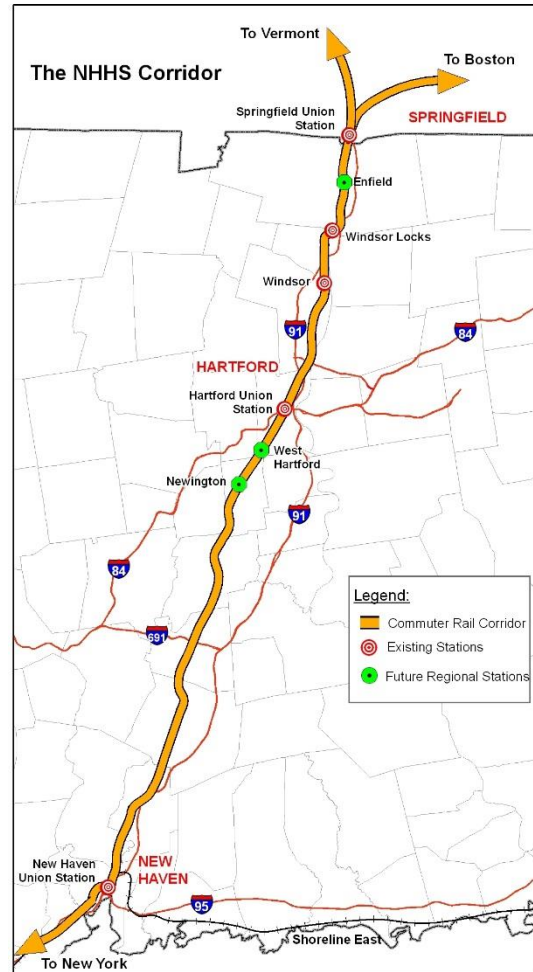 To Vermont
To Boston
The NHHS Corridor
Springfield Union
Station
SPRINGFIELD
Enfield
Windsor Locks
Windsor
91
84
HARTFORD
Hartford Union
Station
West
Hartford
Newington
91
84
691
Legend:
Commuter Rail Corridor
Existing Stations
Future Regional Stations
New Haven
Union Station
NEW
HAVEN
95
Shoreline East
To New York